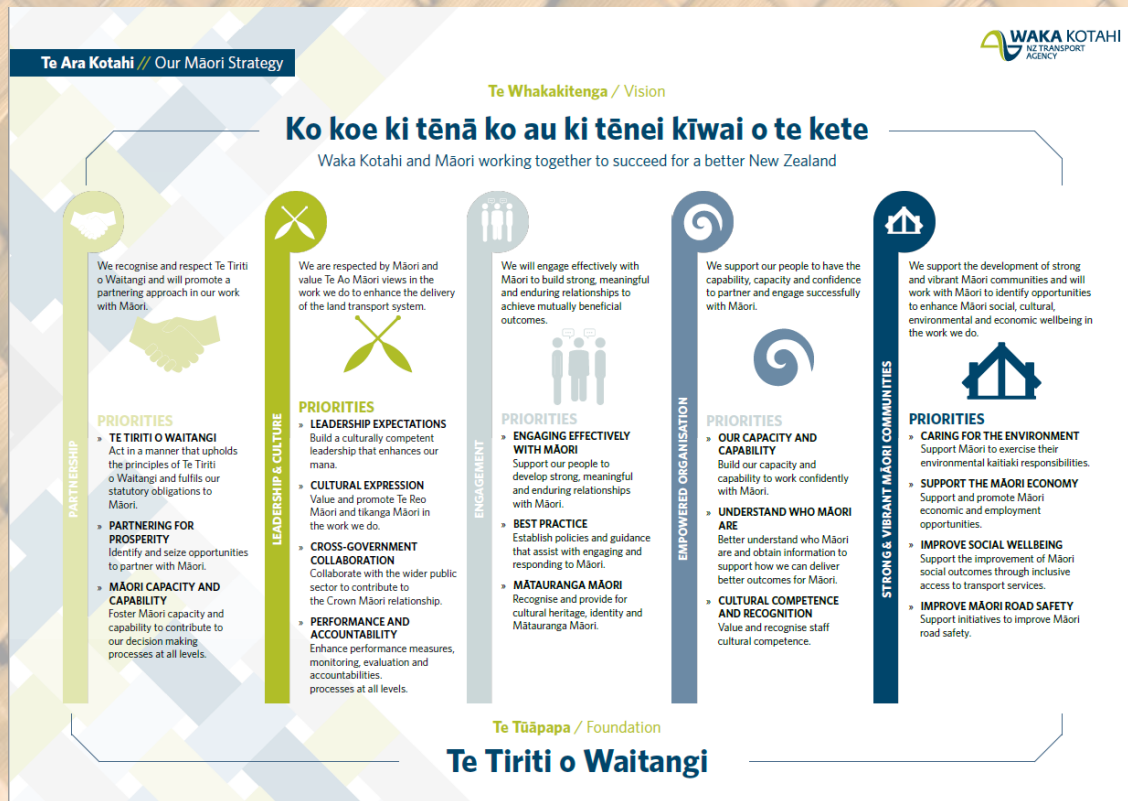 Te Ara Kotahi // Our Māori Strategy
WAKA KOTAHI
NZ TRANSPORT
AGENCY
Te Whakakitenga / Vision
Ko koe ki tēnā ko au ki tēnei kīwai o te kete
Waka Kotahi and Māori working together to succeed for a better New Zealand
PARTNERSHIP
We recognise and respect Te Tiriti
o Waitangi and will promote a
partnering approach in our work
with Māori.
PRIORITIES
» TE TIRITI O WAITANGI
Act in a manner that upholds
the principles of Te Tiriti
o Waitangi and fulfils our
statutory obligations to
Māori.
» PARTNERING FOR
PROSPERITY
Identify and seize opportunities
to partner with Māori.
» MĀORI CAPACITY AND
CAPABILITY
Foster Māori capacity and
capability to contribute to
our decision making
processes at all levels.
LEADERSHIP & CULTURE
We are respected by Māori and
value Te Ao Māori views in the
work we do to enhance the delivery
of the land transport system.
PRIORITIES
» LEADERSHIP EXPECTATIONS
Build a culturally competent
leadership that enhances our
mana.
» CULTURAL EXPRESSION
Value and promote Te Reo
Māori and tikanga Māori in
the work we do.
» CROSS-GOVERNMENT
COLLABORATION
Collaborate with the wider public
sector to contribute to
the Crown Māori relationship.
» PERFORMANCE AND
ACCOUNTABILITY
Enhance performance measures,
monitoring, evaluation and
accountabilities.
processes at all levels.
ENGAGEMENT
We will engage effectively with
Māori to build strong, meaningful
and enduring relationships to
achieve mutually beneficial
outcomes.
PRIORITIES
» ENGAGING EFFECTIVELY
WITH MĀORI
Support our people to
develop strong, meaningful
and enduring relationships
with Māori.
» BEST PRACTICE
Establish policies and guidance
that assist with engaging and
responding to Māori.
» MĀTAURANGA MĀORI
Recognise and provide for
cultural heritage, identity and
Mātauranga Māori.
EMPOWERED ORGANISATION
We support our people to have the
capability, capacity and confidence
to partner and engage successfully
with Māori.
PRIORITIES
» OUR CAPACITY AND
CAPABILITY
Build our capacity and
capability to work confidently
with Māori.
» UNDERSTAND WHO MĀORI
ARE
Better understand who Māori
are and obtain information to
support how we can deliver
better outcomes for Māori.
» CULTURAL COMPETENCE
AND RECOGNITION
Value and recognise staff
cultural competence.
STRONG & VIBRANT MĀORI COMMUNITIES
We support the development of strong
and vibrant Māori communities and will
work with Māori to identify opportunities
to enhance Māori social, cultural,
environmental and economic wellbeing in
the work we do.
PRIORITIES
» CARING FOR THE ENVIRONMENT
Support Māori to exercise their
environmental kaitiaki responsibilities.
» SUPPORT THE MĀORI ECONOMY
Support and promote Māori
economic and employment
opportunities.
» IMPROVE SOCIAL WELLBEING
Support the improvement of Māori
social outcomes through inclusive
access to transport services.
» IMPROVE MĀORI ROAD SAFETY
Support initiatives to improve Māori
road safety.
Te Tūāpapa / Foundation
Te Tiriti o Waitangi